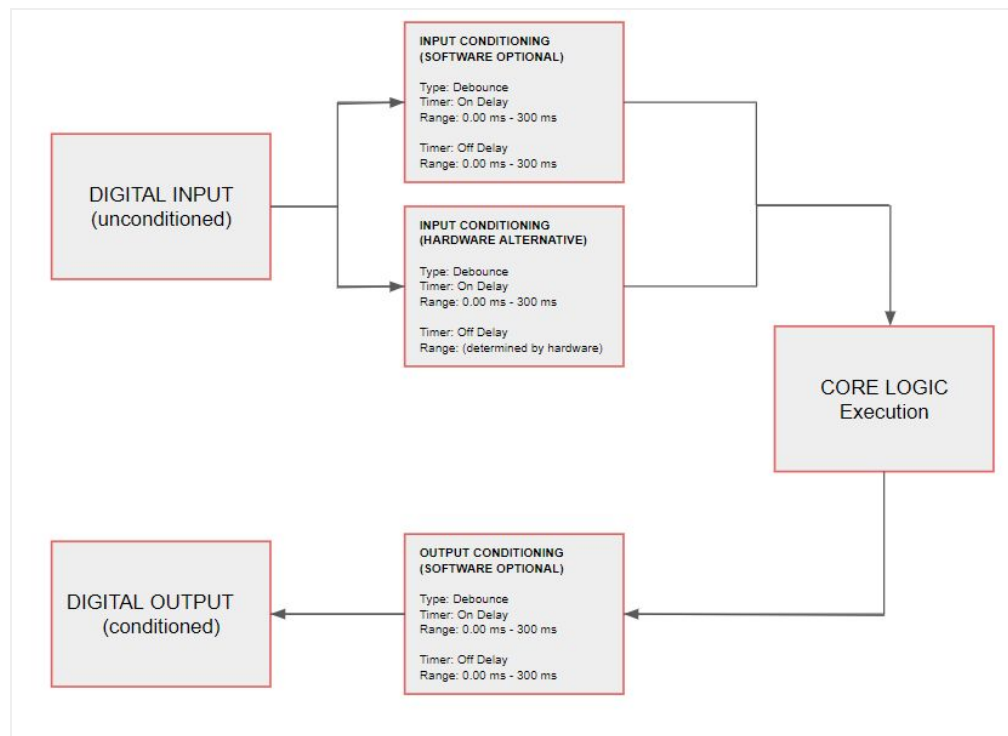 INPUT CONDITIONING
(SOFTWARE OPTIONAL)
Type: Debounce
Timer: On Delay
Range: 0.00 ms - 300 ms
Timer: Off Delay
Range: 0.00 ms - 300 ms
DIGITAL INPUT
(unconditioned)
INPUT CONDITIONING
(HARDWARE ALTERNATIVE)
Type: Debounce
Timer: On Delay
Range: 0.00 ms - 300 ms
Timer: Off Delay
Range: (determined by hardware)
CORE LOGIC
Execution
OUTPUT CONDITIONING
(SOFTWARE OPTIONAL)
Type: Debounce
Timer: On Delay
Range: 0.00 ms - 300 ms
Timer: Off Delay
Range: 0.00 ms - 300 ms
DIGITAL OUTPUT
(conditioned)